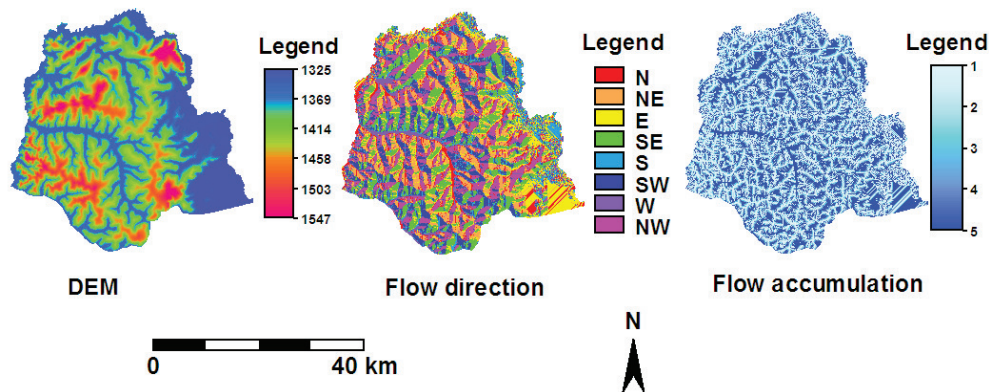 Legend
1325
1369
1414
1458
1503
1547
DEM
Legend
N
NE
E
SE
S
SW
W
NW
Flow direction
Legend
1
2
3
4
5
Flow accumulation
0 40 km
N